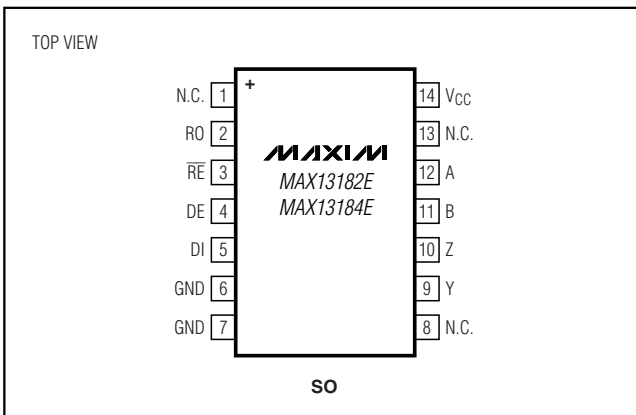 TOP VIEW
N.C. 1
RO 2
RE 3
DE 4
DI 5
GND 6
GND 7
+
MAXIM
MAX13182E
MAX13184E
14 VCC
13 N.C.
12 A
11 B
10 Z
9 Y
8 N.C.
SO